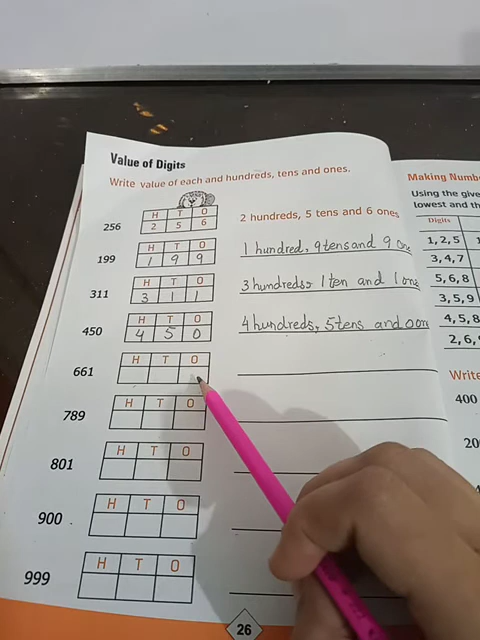 Value of Digits
Write value of each and hundreds, tens and ones.
256 H T O 2 5 6 2 hundreds, 5 tens and 6 ones
199 H T O 1 9 9 1 hundred, 9 tens and 9 one
311 H T O 3 1 1 3 hundreds, 1 ten and 1 one
450 H T O 4 5 0 4 hundreds, 5 tens and 0 on
661 H T O
789 H T O
801 H T O
900 H T O
999 H T O
26
Making Numb
Using the give
lowest and th
Digits
1, 2, 5
3, 4, 7
5, 6, 8
3, 5, 9
4, 5, 8
2, 6,
Write
400
20